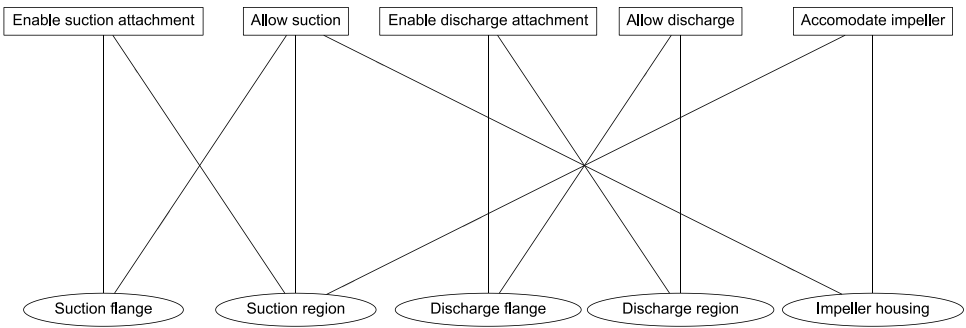 Enable suction attachment
Allow suction
Enable discharge attachment
Allow discharge
Accomodate impeller
Suction flange
Suction region
Discharge flange
Discharge region
Impeller housing